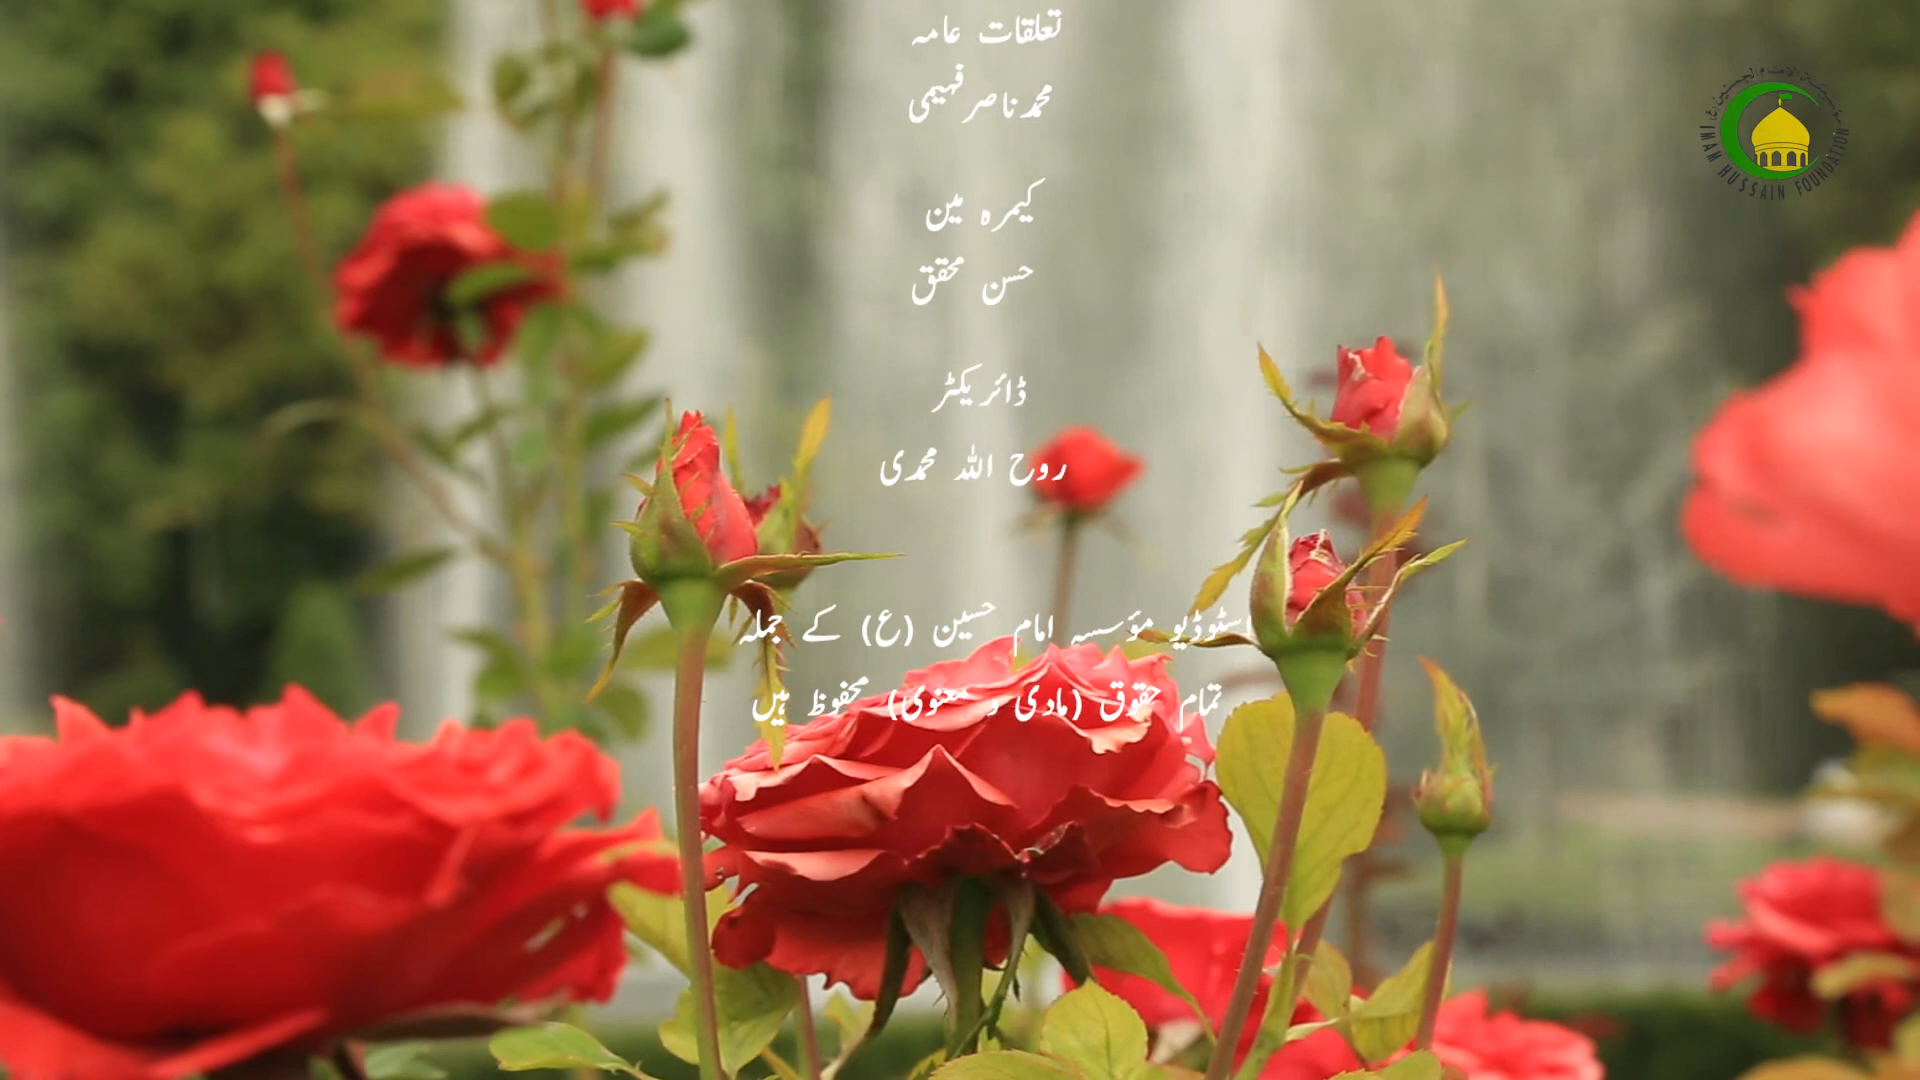 تعلقات عامہ
محمد ناصر فہیمی
کیمرہ مین
حسن محقق
ڈائریکٹر
روح اللہ محمدی
اسٹوڈیو مؤسسہ امام حسین (ع) کے جملہ
تمام حقوق (مادی و معنوی) محفوظ ہیں
IMAM HUSSAIN FOUNDATION